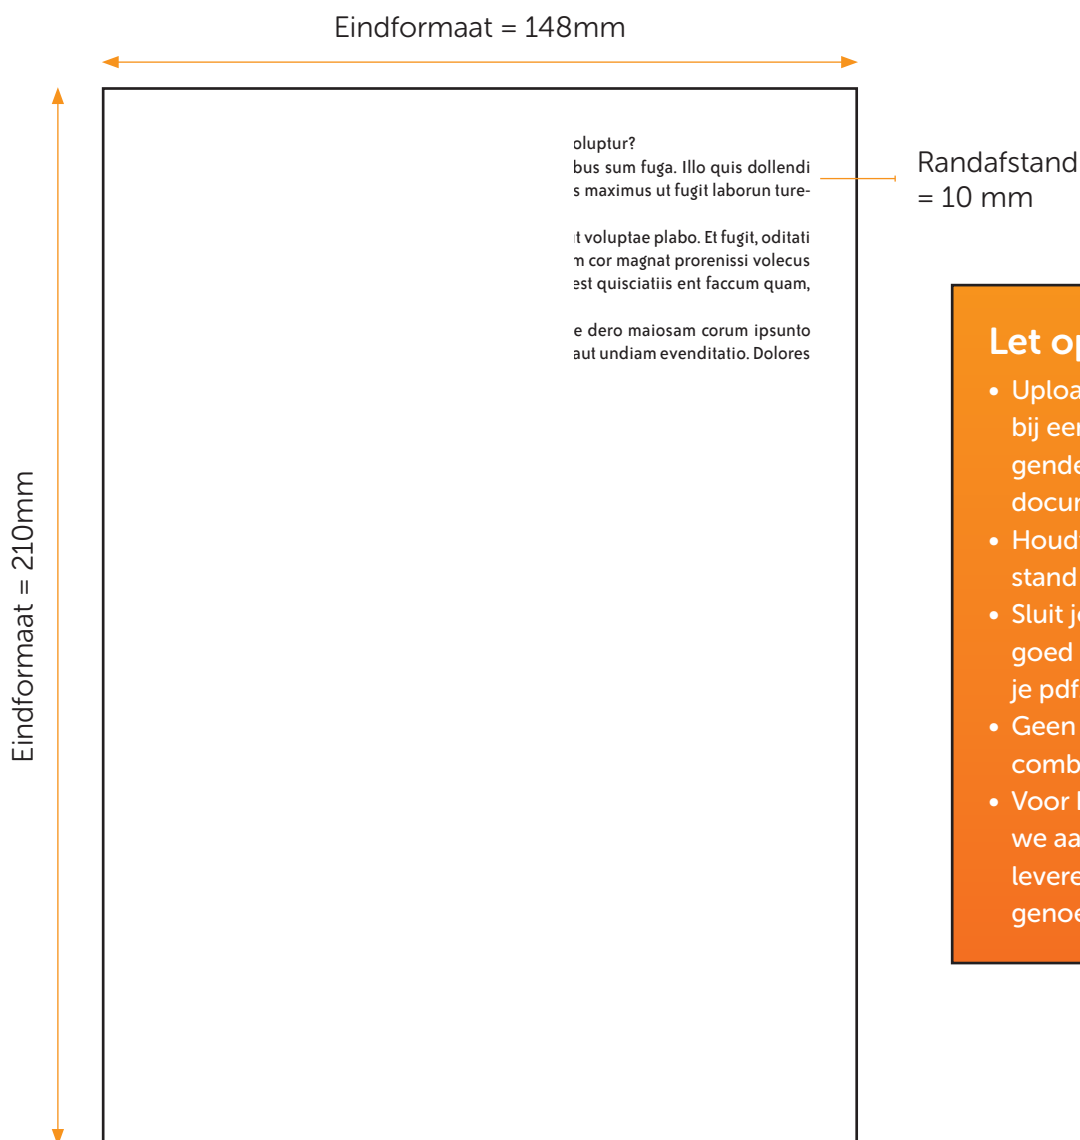 Eindformaat = 148mm
oluptur?
bus sum fuga. Illo quis dollendi
s maximus ut fugit laborun ture-
t voluptae plabo. Et fugit, oditati
m cor magnat prorenissi volecus
est quisciatiis ent faccum quam,
e dero maiosam corum ipsunto
aut undiam evenditatio. Dolores
Randafstand
= 10 mm
Eindformaat = 210mm
Let op
• Uploa
bij eer
gende
docur
• Houd
stand
• Sluit je
goed
je pdf
• Geen
comb
• Voor
we aa
levere
genoe